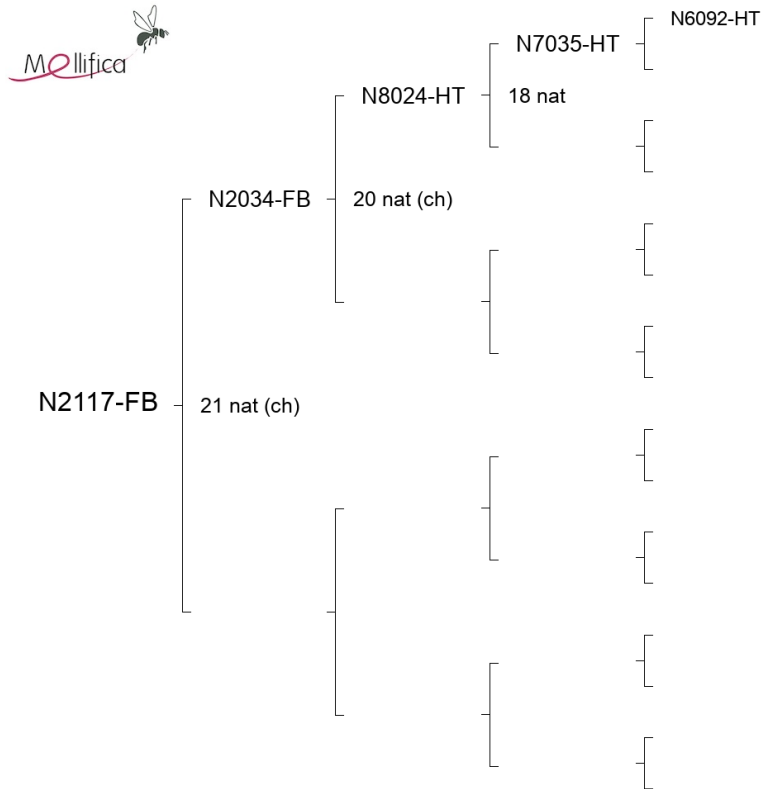 Mellifica
N6092-HT
N7035-HT
N8024-HT
18 nat
N2034-FB
20 nat (ch)
N2117-FB
21 nat (ch)